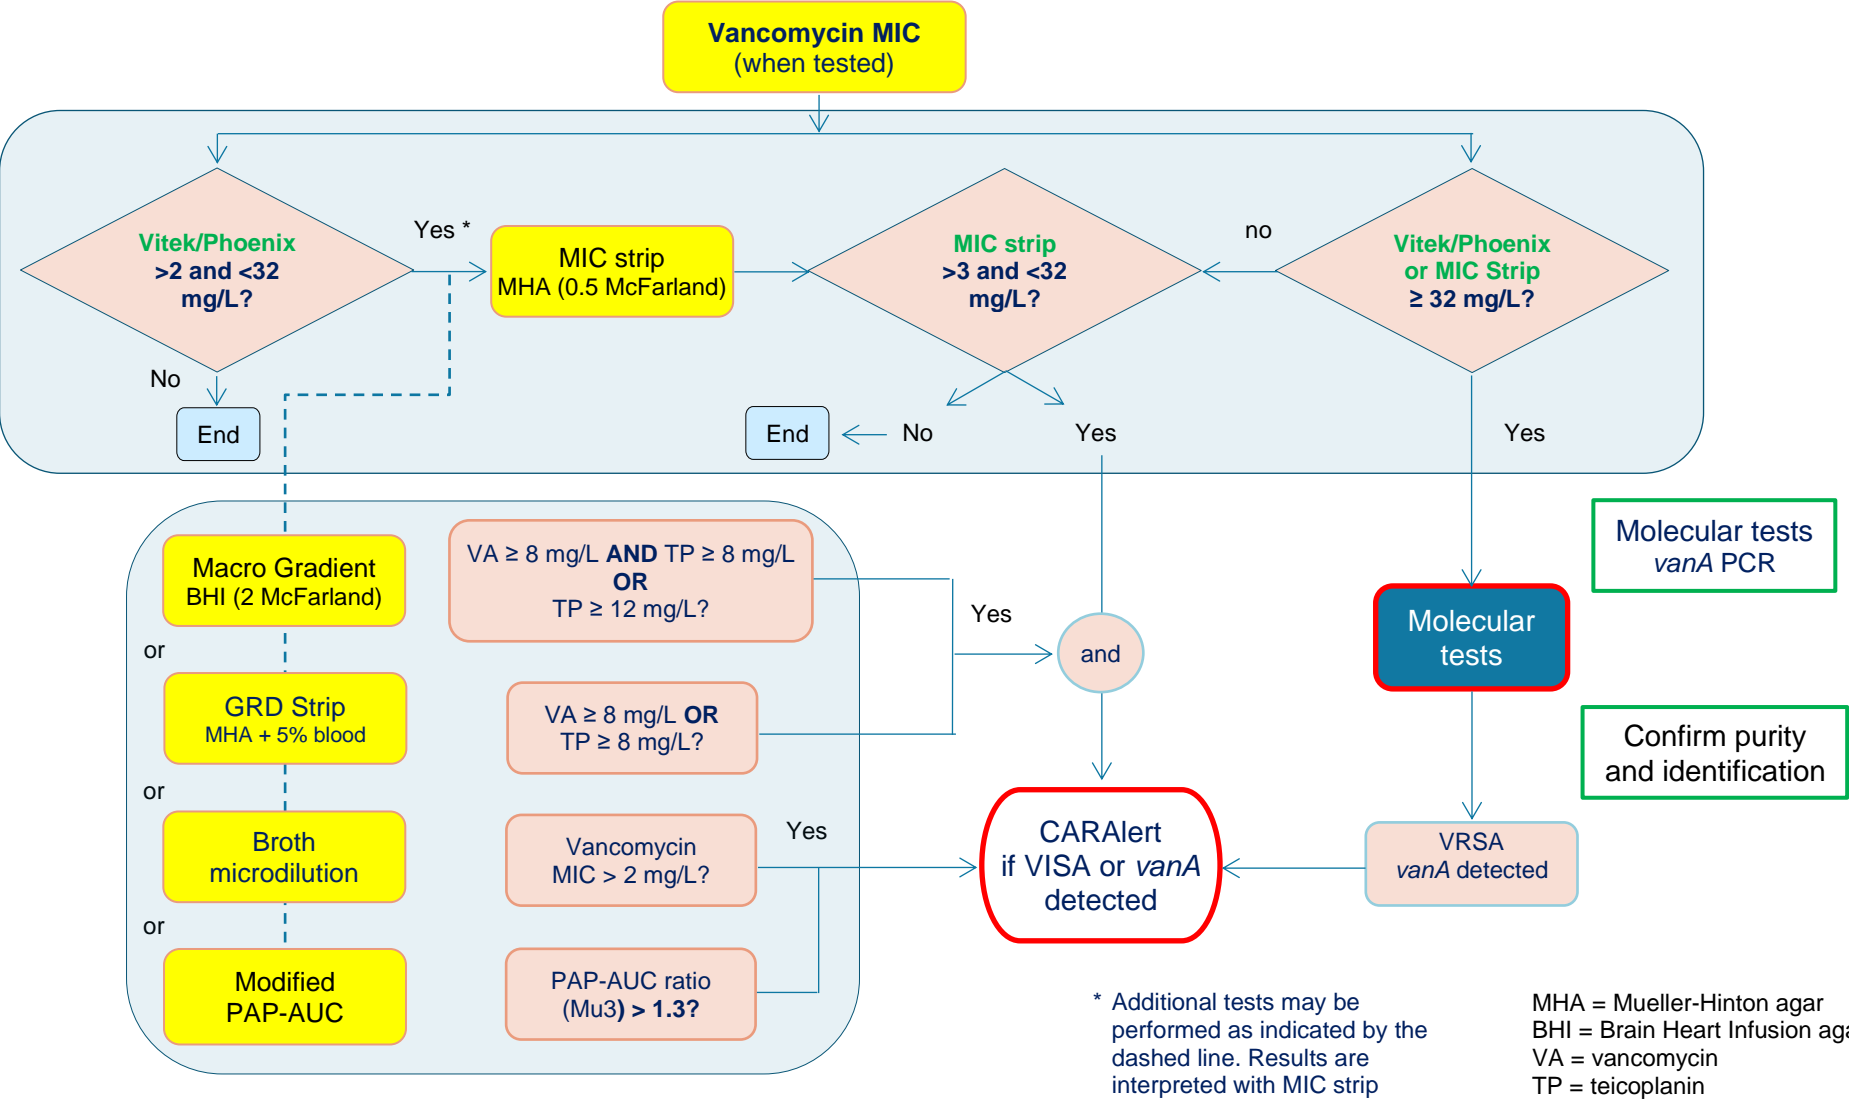 Vancomycin MIC
(when tested)
Vitek/Phoenix
>2 and <32
mg/L?
Yes *
MIC strip
MHA (0.5 McFarland)
MIC strip
>3 and <32
mg/L?
no
Vitek/Phoenix
or MIC Strip
≥ 32 mg/L?
No
End
End
No
Yes
Yes
Macro Gradient
BHI (2 McFarland)
VA ≥ 8 mg/L AND TP ≥ 8 mg/L
OR
TP ≥ 12 mg/L?
Yes
and
Molecular tests
vanA PCR
Molecular
tests
or
GRD Strip
MHA + 5% blood
VA ≥ 8 mg/L OR
TP ≥ 8 mg/L?
Confirm purity
and identification
or
Broth
microdilution
Vancomycin
MIC > 2 mg/L?
Yes
CARAlert
if VISA or vanA
detected
VRSA
vanA detected
or
Modified
PAP-AUC
PAP-AUC ratio
(Mu3) > 1.3?
* Additional tests may be
performed as indicated by the
dashed line. Results are
interpreted with MIC strip
MHA = Mueller-Hinton agar
BHI = Brain Heart Infusion
VA = vancomycin
TP = teicoplanin